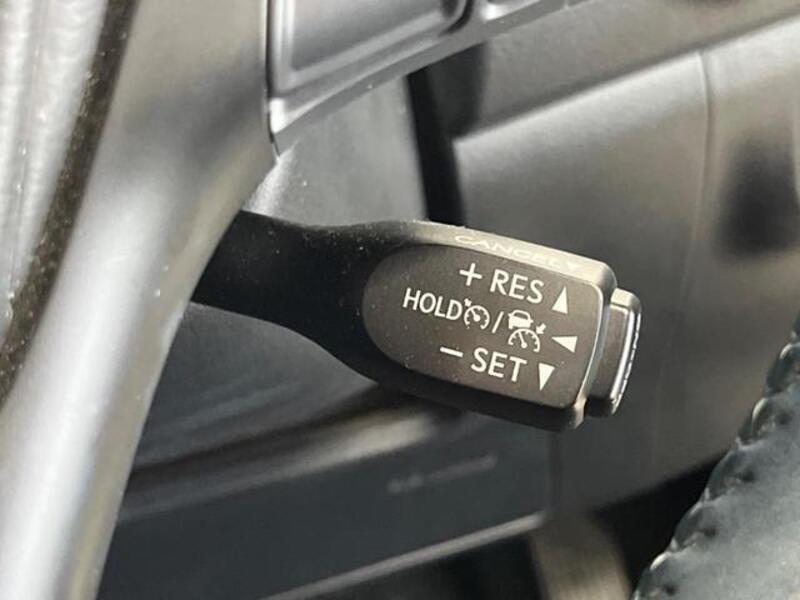 CANCEL▼
+ RES ▲
HOLD / ◀
− SET ▼